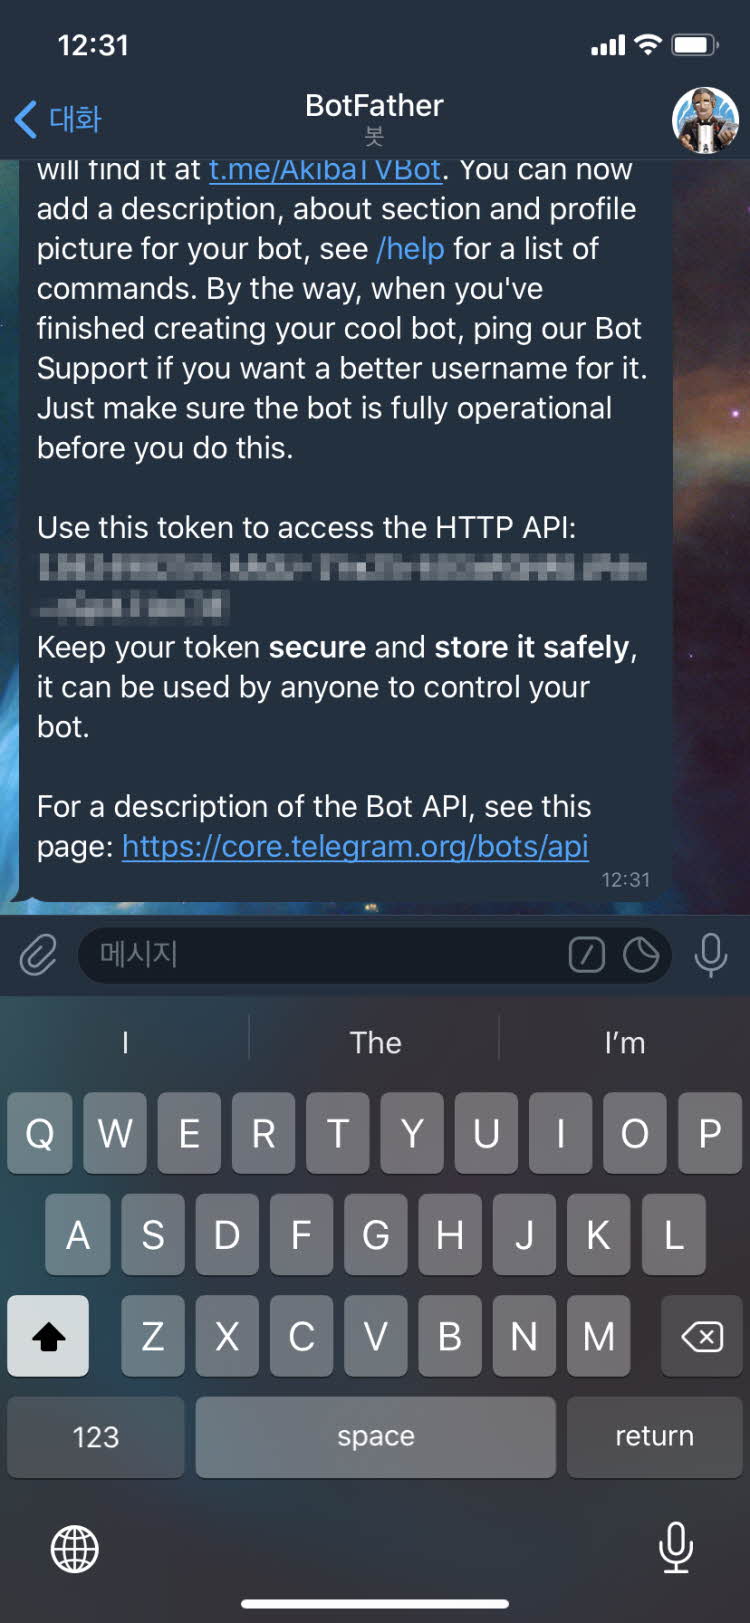 12:31
대화
BotFather
봇
will find it at t.me/AkibaTVBot. You can now
add a description, about section and profile
picture for your bot, see /help for a list of
commands. By the way, when you've
finished creating your cool bot, ping our Bot
Support if you want a better username for it.
Just make sure the bot is fully operational
before you do this.
Use this token to access the HTTP API:
Keep your token secure and store it safely,
it can be used by anyone to control your
bot.
For a description of the Bot API, see this
page: https://core.telegram.org/bots/api
12:31
메시지
I The I’m
Q W E R T Y U I O P
A S D F G H J K L
Z X C V B N M
123 space return